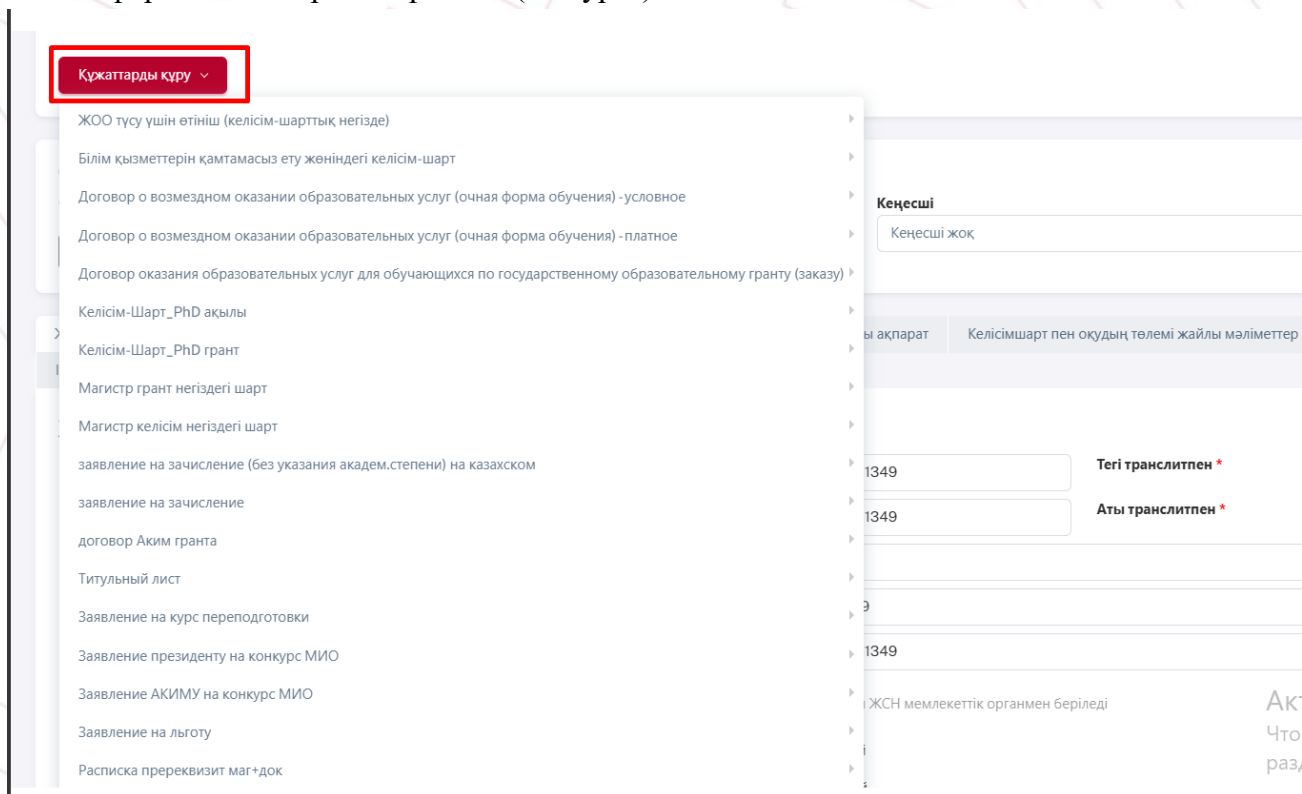 Құжаттарды құру
ЖОО түсу үшін өтініш (келісім-шарттық негізде)
Білім қызметтерін қамтамасыз ету жөніндегі келісім-шарт
Договор о возмездном оказании образовательных услуг (очная форма обучения) -условное
Кеңесші
Кеңесші жоқ
Договор о возмездном оказании образовательных услуг (очная форма обучения) -платное
Договор оказания образовательных услуг для обучающихся по государственному образовательному гранту (заказу)
Келісім-Шарт_PhD ақылы
ы ақпарат Келісімшарт пен оқудың төлемі жайлы мәліметтер
Келісім-Шарт_PhD грант
Магистр грант негіздегі шарт
Магистр келісім негіздегі шарт
заявление на зачисление (без указания академ.степени) на казахском
1349 Тегі транслитпен *
заявление на зачисление
1349 Аты транслитпен *
договор Аким гранта
Титульный лист
Заявление на курс переподготовки
9
Заявление президенту на конкурс МИО
1349
Заявление АКИМУ на конкурс МИО
ЖСН мемлекеттік органмен беріледі
Заявление на льготу
Что
Расписка пререквизит маг+док